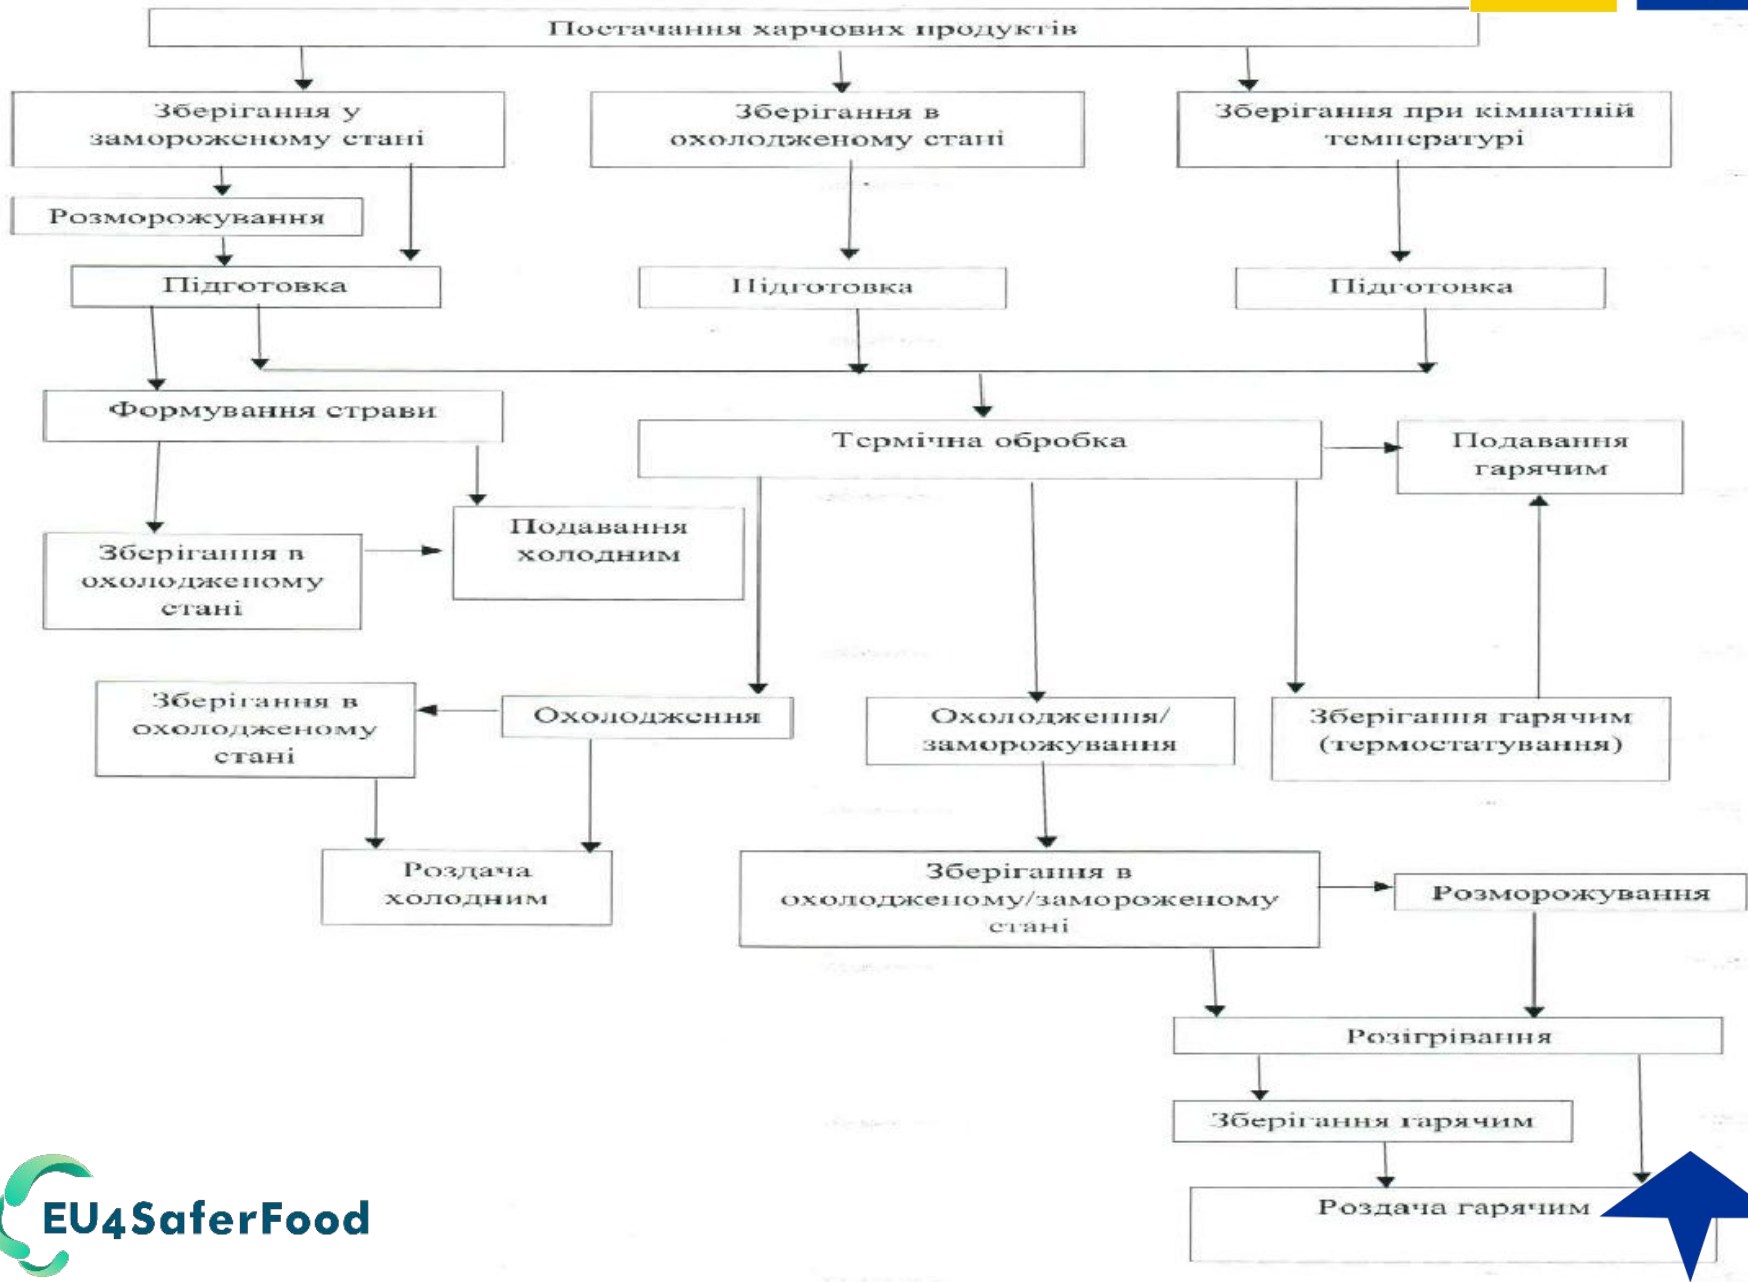 Постачання харчових продуктів
Зберігання у
замороженому стані
Зберігання в
охолодженому стані
Зберігання при кімнатній
температурі
Розморожування
Підготовка
Підготовка
Підготовка
Формування страви
Термічна обробка
Подавання
гарячим
Подавання
холодним
Зберігання в
охолодженому
стані
Зберігання в
охолодженому
стані
Охолодження
Охолодження/
заморожування
Зберігання гарячим
(термостатування)
Роздача
холодним
Зберігання в
охолодженому/замороженому
стані
Розморожування
Розігрівання
Зберігання гарячим
Роздача гарячим
EU4SaferFood